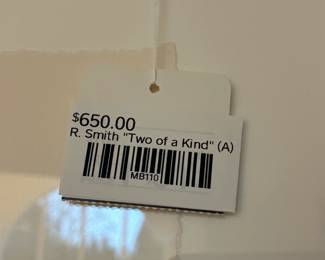 $650.00
R. Smith "Two of a Kind" (A)
MB110